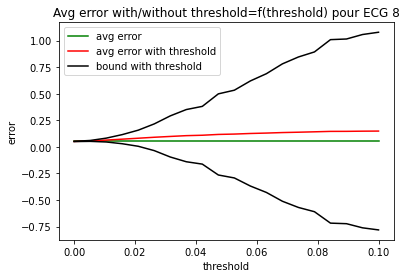 Avg error with/without threshold=f(threshold) pour ECG 8
avg error
avg error with threshold
bound with threshold
error
1.00
0.75
0.50
0.25
0.00
−0.25
−0.50
−0.75
0.00 0.02 0.04 0.06 0.08 0.10
threshold